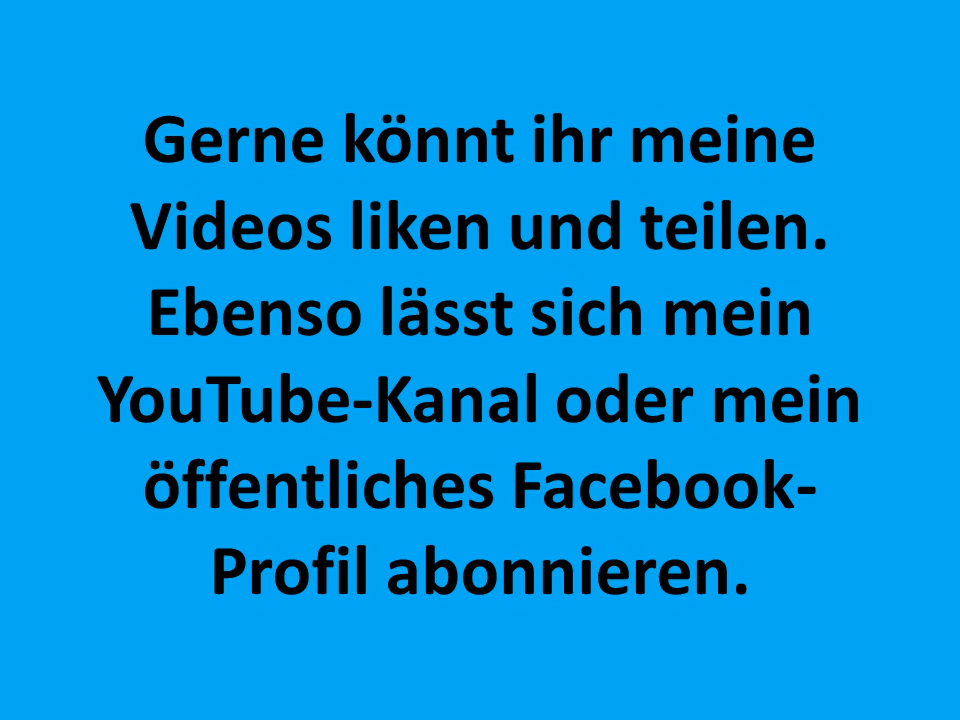 Gerne könnt ihr meine
Videos liken und teilen.
Ebenso lässt sich mein
YouTube-Kanal oder mein
öffentliches Facebook-
Profil abonnieren.